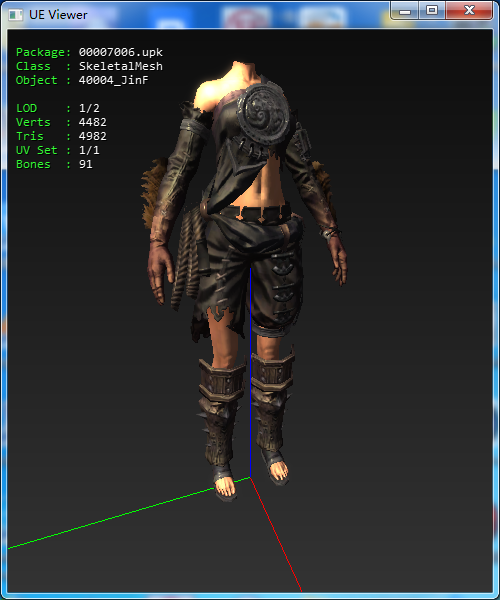 UE Viewer
Package: 00007006.upk
Class : SkeletalMesh
Object : 40004_JinF
LOD : 1/2
Verts : 4482
Tris : 4982
UV Set : 1/1
Bones : 91